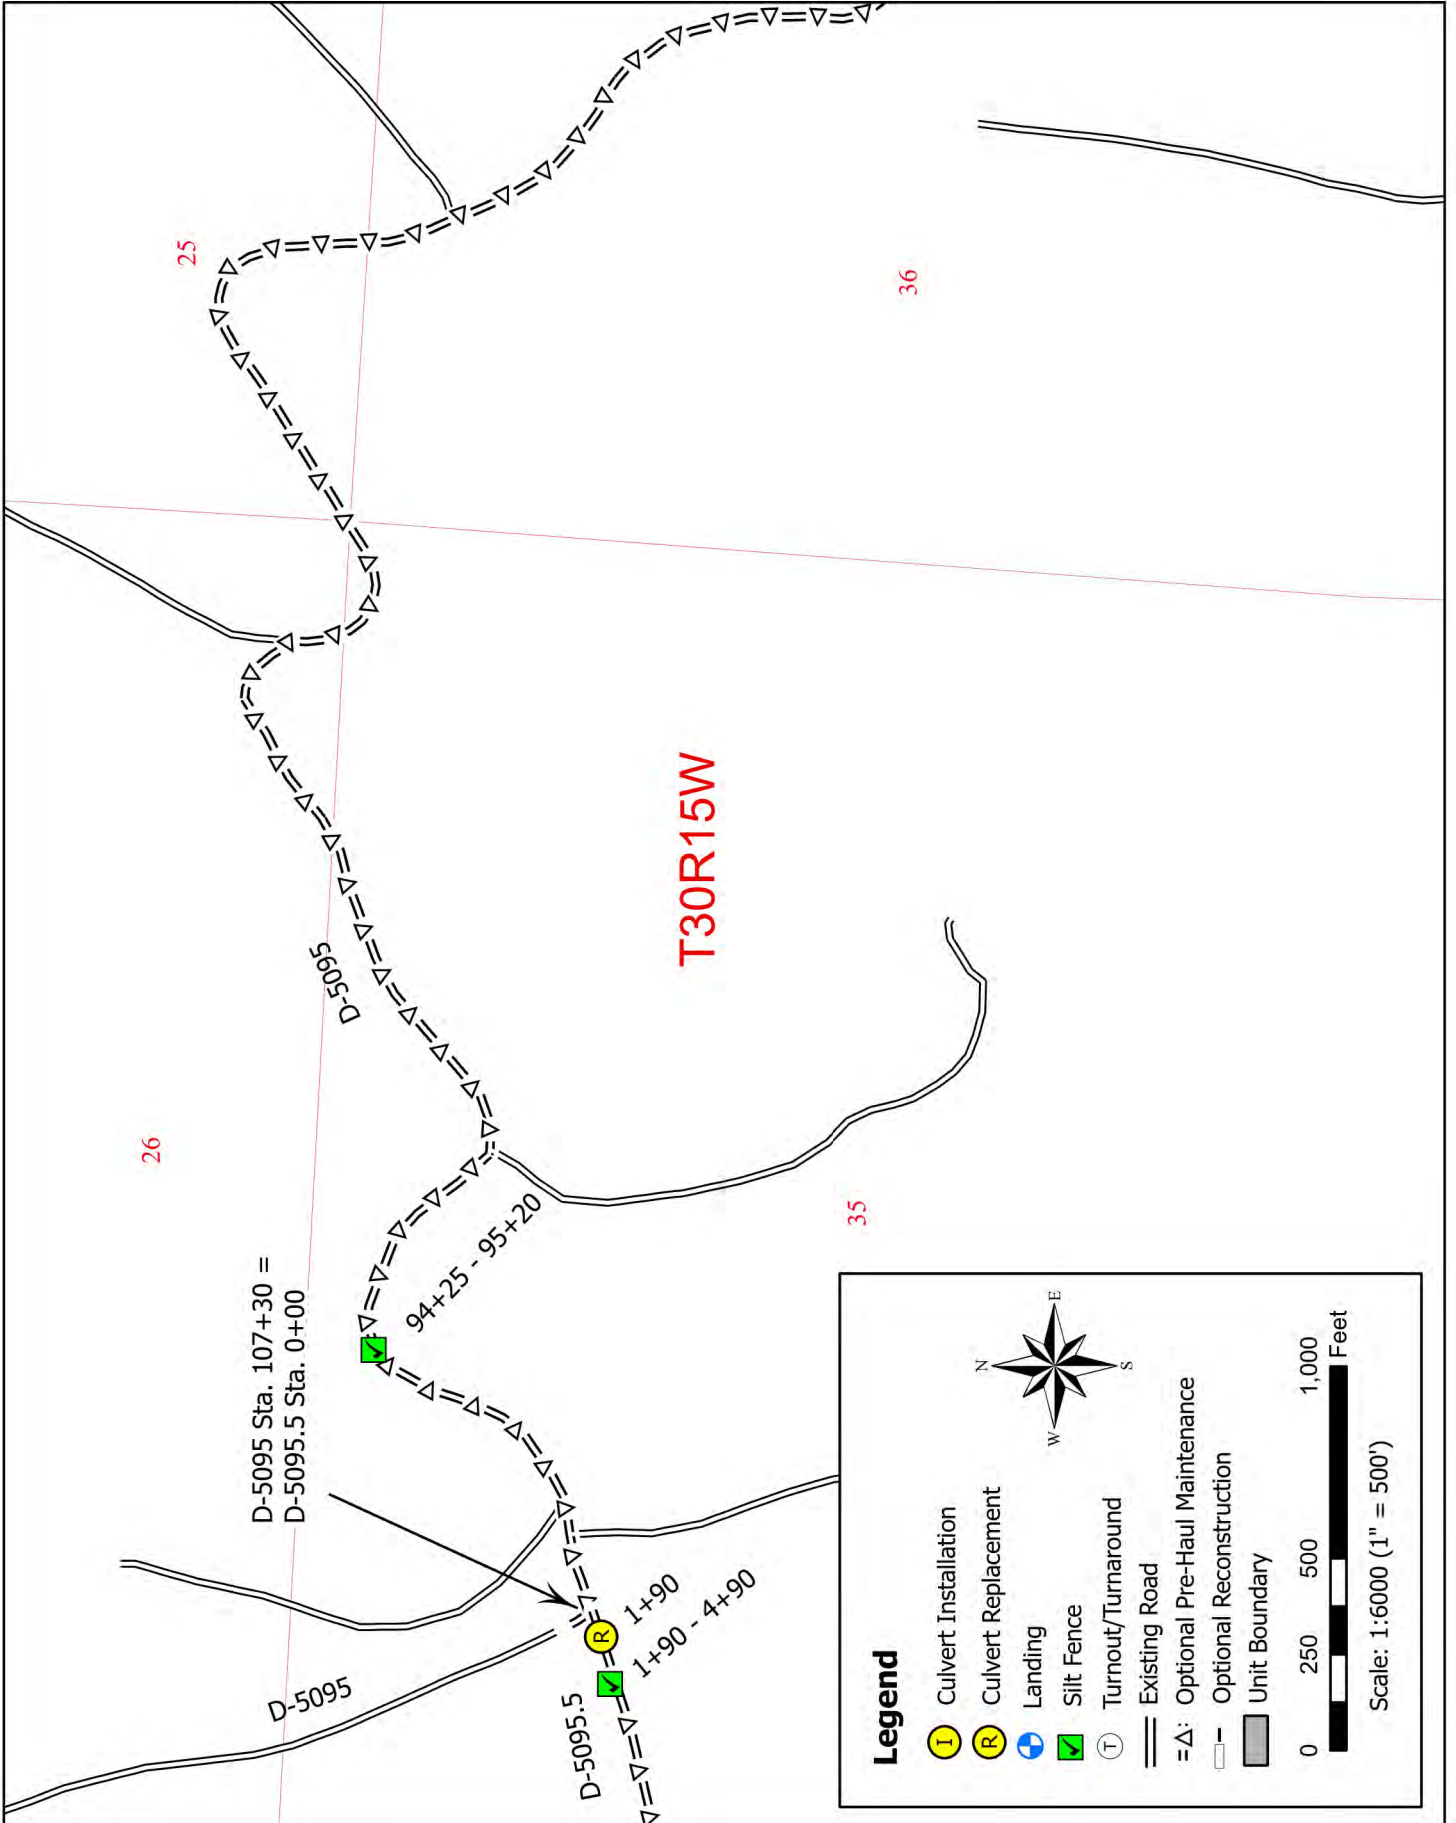 25
36
26
D-5095
T30R15W
35
D-5095 Sta. 107+30 =
D-5095.5 Sta. 0+00
94+25 - 95+20
D-5095
1+90
1+90 - 4+90
D-5095.5
Legend
I Culvert Installation
R Culvert Replacement
Landing
Silt Fence
T Turnout/Turnaround
Existing Road
Optional Pre-Haul Maintenance
Optional Reconstruction
Unit Boundary
N
W
E
S
0 250 500 1,000
Feet
Scale: 1:6000 (1" = 500')